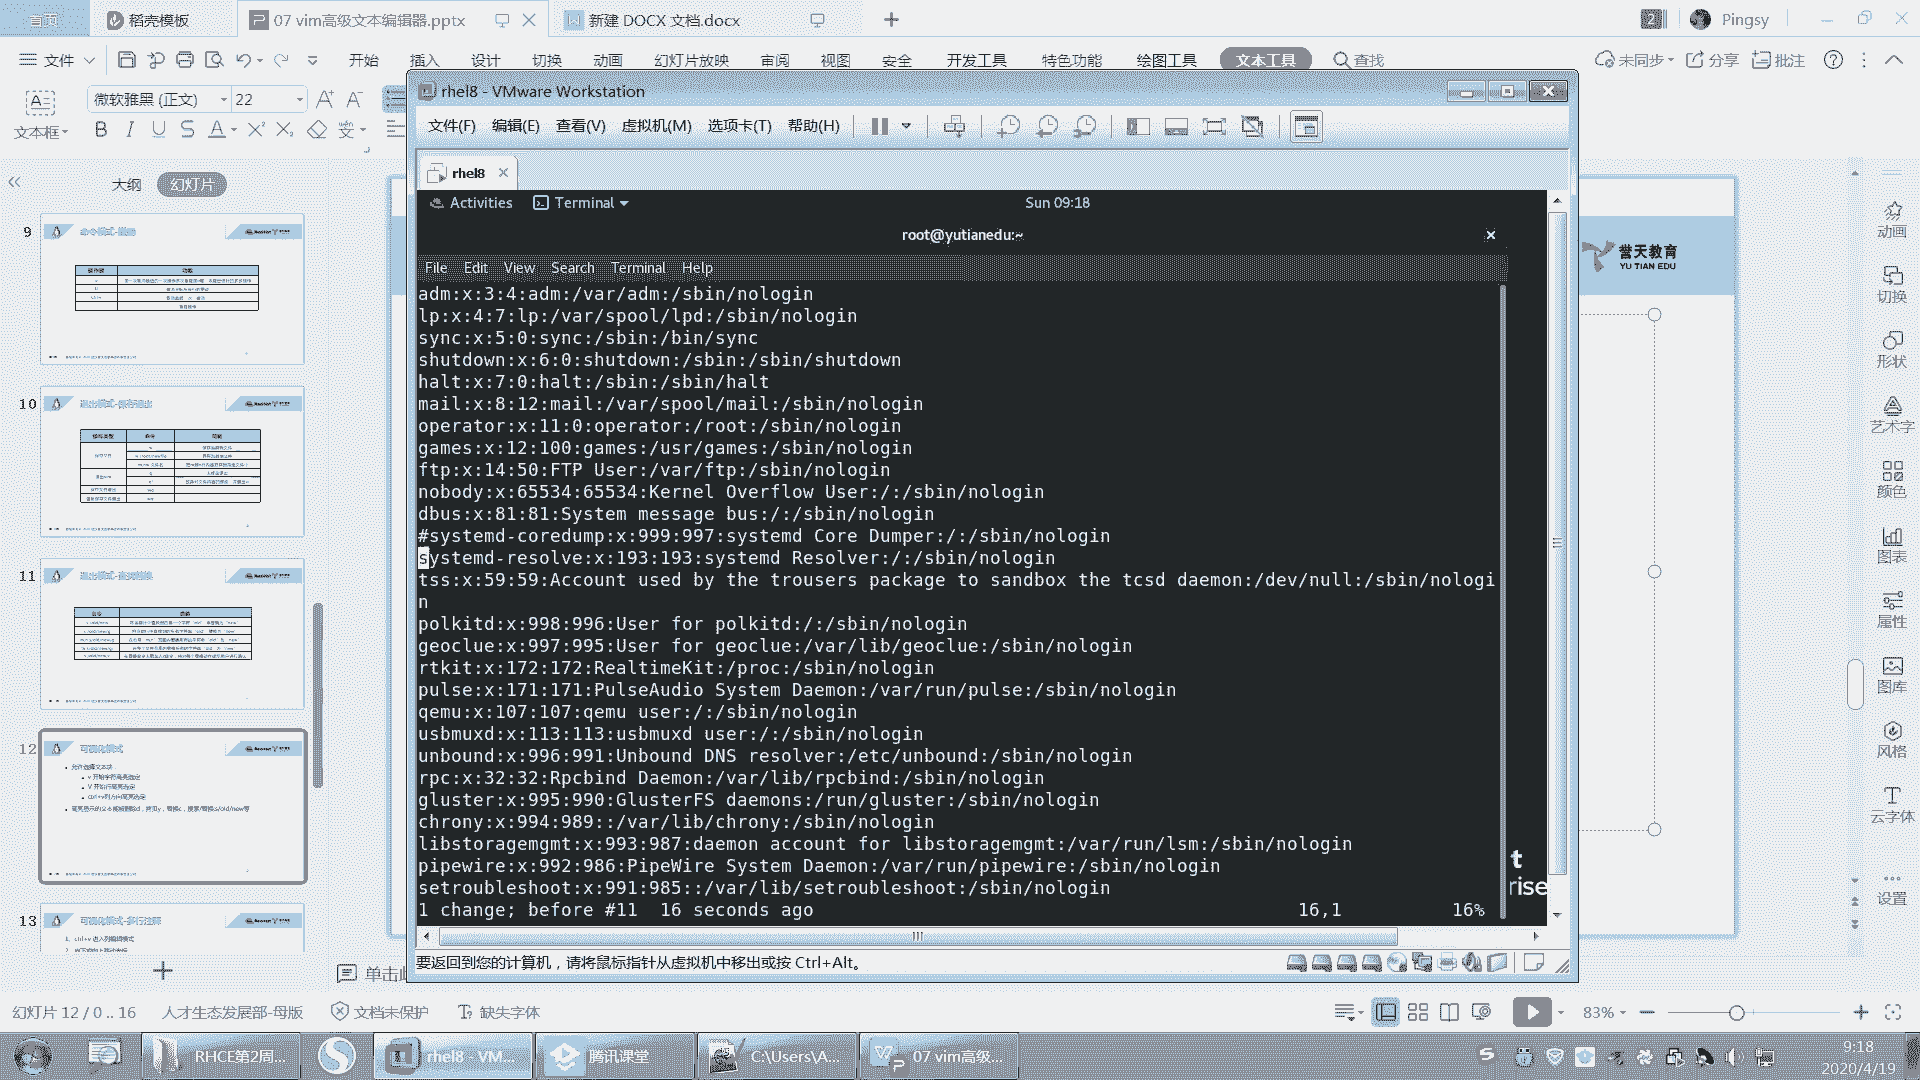 首页
稻壳模板
07 vim高级文本编辑器.pptx
新建 DOCX 文档.docx
2
Pingsy
文件
开始
插入
设计
切换
动画
幻灯片放映
审阅
视图
安全
开发工具
特色功能
绘图工具
文本工具
查找
未同步
分享
批注
文本框
微软雅黑 (正文)
22
rhel8 - VMware Workstation
文件(F) 编辑(E) 查看(V) 虚拟机(M) 选项卡(T) 帮助(H)
rhel8
大纲
幻灯片
Activities
Terminal
Sun 09:18
root@yutianedu:~
File Edit View Search Terminal Help
adm:x:3:4:adm:/var/adm:/sbin/nologin
lp:x:4:7:lp:/var/spool/lpd:/sbin/nologin
sync:x:5:0:sync:/sbin:/bin/sync
shutdown:x:6:0:shutdown:/sbin:/sbin/shutdown
halt:x:7:0:halt:/sbin:/sbin/halt
mail:x:8:12:mail:/var/spool/mail:/sbin/nologin
operator:x:11:0:operator:/root:/sbin/nologin
games:x:12:100:games:/usr/games:/sbin/nologin
ftp:x:14:50:FTP User:/var/ftp:/sbin/nologin
nobody:x:65534:65534:Kernel Overflow User:/:/sbin/nologin
dbus:x:81:81:System message bus:/:/sbin/nologin
#systemd-coredump:x:999:997:systemd Core Dumper:/:/sbin/nologin
systemd-resolve:x:193:193:systemd Resolver:/:/sbin/nologin
tss:x:59:59:Account used by the trousers package to sandbox the tcsd daemon:/dev/null:/sbin/nologi
n
polkitd:x:998:996:User for polkitd:/:/sbin/nologin
geoclue:x:997:995:User for geoclue:/var/lib/geoclue:/sbin/nologin
rtkit:x:172:172:RealtimeKit:/proc:/sbin/nologin
pulse:x:171:171:PulseAudio System Daemon:/var/run/pulse:/sbin/nologin
qemu:x:107:107:qemu user:/:/sbin/nologin
usbmuxd:x:113:113:usbmuxd user:/:/sbin/nologin
unbound:x:996:991:Unbound DNS resolver:/etc/unbound:/sbin/nologin
rpc:x:32:32:Rpcbind Daemon:/var/lib/rpcbind:/sbin/nologin
gluster:x:995:990:GlusterFS daemons:/run/gluster:/sbin/nologin
chrony:x:994:989::/var/lib/chrony:/sbin/nologin
libstoragemgmt:x:993:987:daemon account for libstoragemgmt:/var/run/lsm:/sbin/nologin
pipewire:x:992:986:PipeWire System Daemon:/var/run/pipewire:/sbin/nologin
setroubleshoot:x:991:985::/var/lib/setroubleshoot:/sbin/nologin
1 change; before #11 16 seconds ago
16,1
16%
t
rise
要返回到您的计算机，请将鼠标指针从虚拟机中移出或按 Ctrl+Alt。
9
10
11
12
可视化模式
13
誉天教育
YU TIAN EDU
动画
切换
形状
艺术字
颜色
图表
属性
图库
风格
云字体
设置
单击此
幻灯片 12 / 0 .. 16
人才生态发展部-母版
文档未保护
缺失字体
83%
RHCE第2周...
rhel8 - VM...
腾讯课堂
C:\Users\A...
07 vim高级...
9:18
2020/4/19